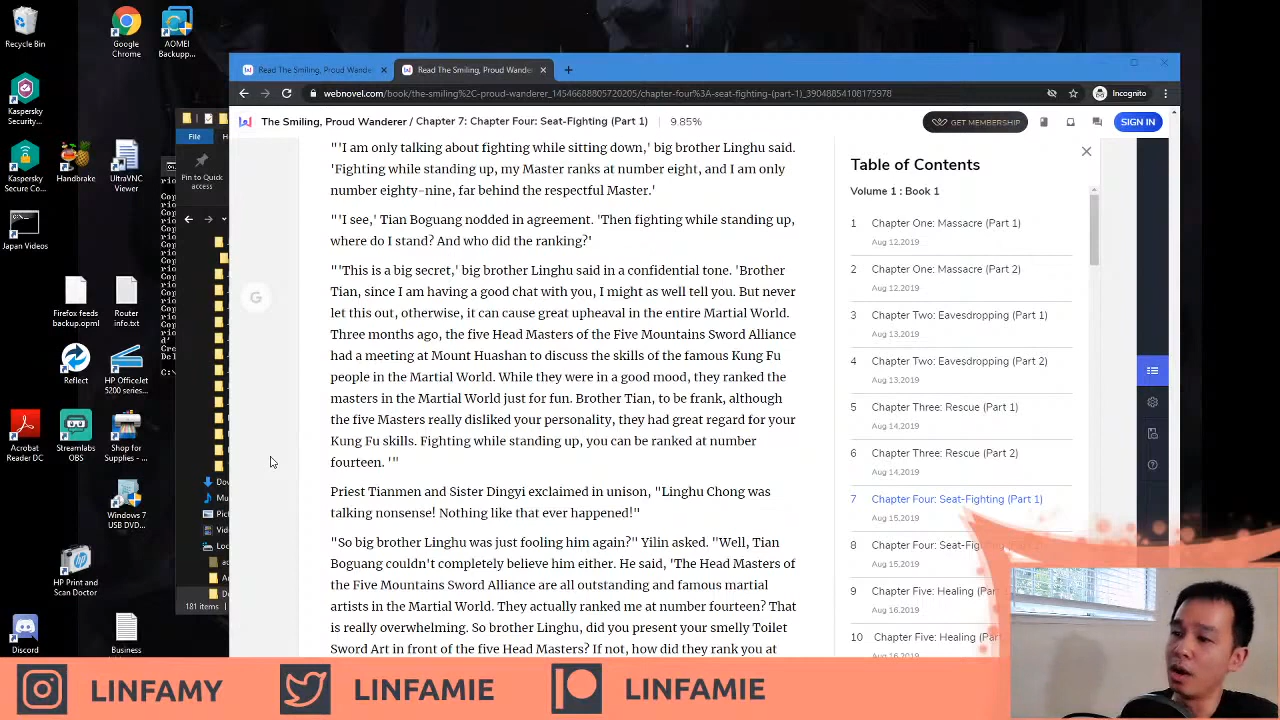 Recycle Bin
Google
Chrome
AOMEI
Backupp...
Kaspersky
Security...
Kaspersky
Secure Co...
Handbrake
UltraVNC
Viewer
Japan Videos
Firefox feeds
backup.opml
Router
info.txt
Reflect
HP OfficeJet
5200 series...
Acrobat
Reader DC
Streamlabs
OBS
Shop for
Supplies - ...
Windows 7
USB DVD...
HP Print and
Scan Doctor
Discord
Business
File
Pin to Quick
access
181 items
Read The Smiling, Proud Wande
Read The Smiling, Proud Wande
webnovel.com/book/the-smiling%2C-proud-wanderer_14546688805720205/chapter-four%3A-seat-fighting-(part-1)_39048854108175978
Incognito
The Smiling, Proud Wanderer / Chapter 7: Chapter Four: Seat-Fighting (Part 1)
9.85%
GET MEMBERSHIP
SIGN IN
"'I am only talking about fighting while sitting down,' big brother Linghu said.
'Fighting while standing up, my Master ranks at number eight, and I am only
number eighty-nine, far behind the respectful Master.'
"'I see,' Tian Boguang nodded in agreement. 'Then fighting while standing up,
where do I stand? And who did the ranking?'
"'This is a big secret,' big brother Linghu said in a confidential tone. 'Brother
Tian, since I am having a good chat with you, I might as well tell you. But never
let this out, otherwise, it can cause great upheaval in the entire Martial World.
Three months ago, the five Head Masters of the Five Mountains Sword Alliance
had a meeting at Mount Huashan to discuss the skills of the famous Kung Fu
people in the Martial World. While they were in a good mood, they ranked the
masters in the Martial World just for fun. Brother Tian, to be frank, although
the five Masters really disliked your personality, they had great regard for your
Kung Fu skills. Fighting while standing up, you can be ranked at number
fourteen. '"
Priest Tianmen and Sister Dingyi exclaimed in unison, "Linghu Chong was
talking nonsense! Nothing like that ever happened!"
"So big brother Linghu was just fooling him again?" Yilin asked. "Well, Tian
Boguang couldn't completely believe him either. He said, 'The Head Masters of
the Five Mountains Sword Alliance are all outstanding and famous martial
artists in the Martial World. They actually ranked me at number fourteen? That
is really overwhelming. So brother Linghu, did you present your smelly Toilet
Sword Art in front of the five Head Masters? If not, how did they rank you at
Table of Contents
Volume 1 : Book 1
1 Chapter One: Massacre (Part 1)
Aug 12,2019
2 Chapter One: Massacre (Part 2)
Aug 12,2019
3 Chapter Two: Eavesdropping (Part 1)
Aug 13,2019
4 Chapter Two: Eavesdropping (Part 2)
Aug 13,2019
5 Chapter Three: Rescue (Part 1)
Aug 14,2019
6 Chapter Three: Rescue (Part 2)
Aug 14,2019
7 Chapter Four: Seat-Fighting (Part 1)
Aug 15,2019
8 Chapter Four: Seat-Fighting
Aug 15,2019
9 Chapter Five: Healing (Part
Aug 16,2019
10 Chapter Five: Healing
Aug 16,2019
LINFAMY
LINFAMIE
LINFAMIE